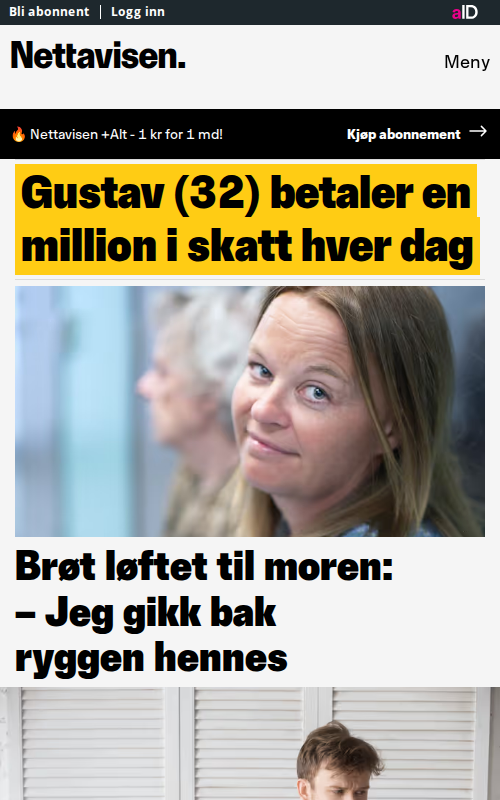 Bli abonnent | Logg inn
aID
Nettavisen.
Meny
🔥 Nettavisen +Alt - 1 kr for 1 md!
Kjøp abonnement →
Gustav (32) betaler en
million i skatt hver dag
Brøt løftet til moren:
– Jeg gikk bak
ryggen hennes